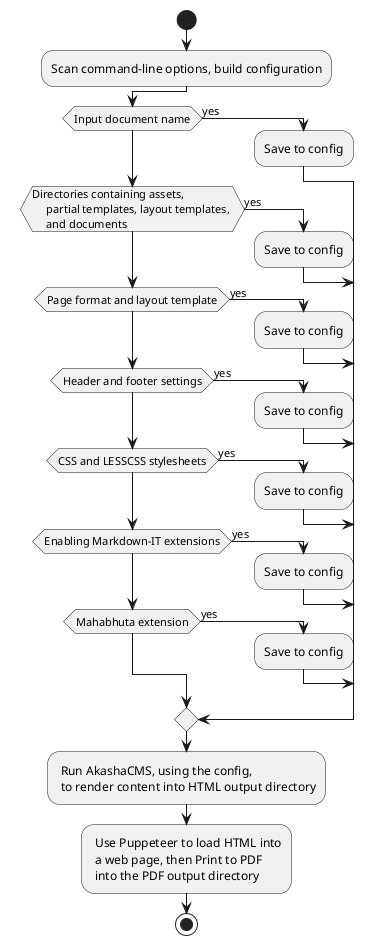 Scan command-line options, build configuration
Input document name
yes
Save to config
Directories containing assets,
partial templates, layout templates,
and documents
yes
Save to config
Page format and layout template
yes
Save to config
Header and footer settings
yes
Save to config
CSS and LESSCSS stylesheets
yes
Save to config
Enabling Markdown-IT extensions
yes
Save to config
Mahabhuta extension
yes
Save to config
Run AkashaCMS, using the config,
to render content into HTML output directory
Use Puppeteer to load HTML into
a web page, then Print to PDF
into the PDF output directory